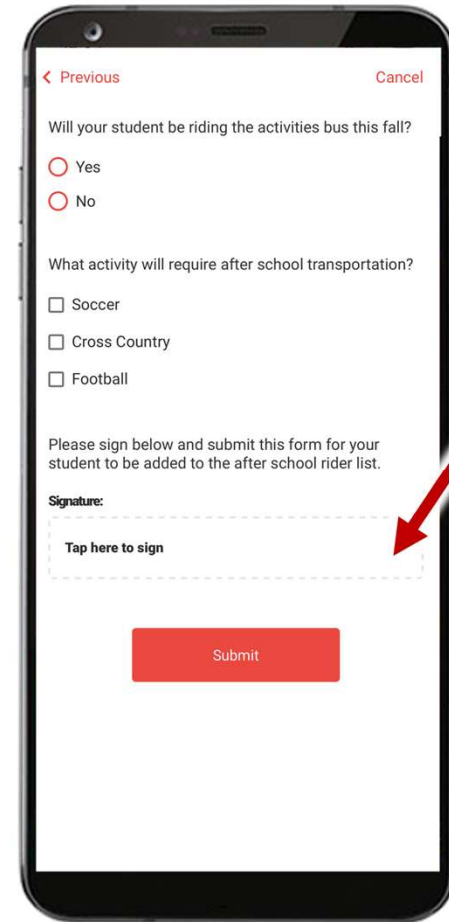 Previous
Cancel
Will your student be riding the activities bus this fall?
Yes
No
What activity will require after school transportation?
Soccer
Cross Country
Football
Please sign below and submit this form for your
student to be added to the after school rider list.
Signature:
Tap here to sign
Submit